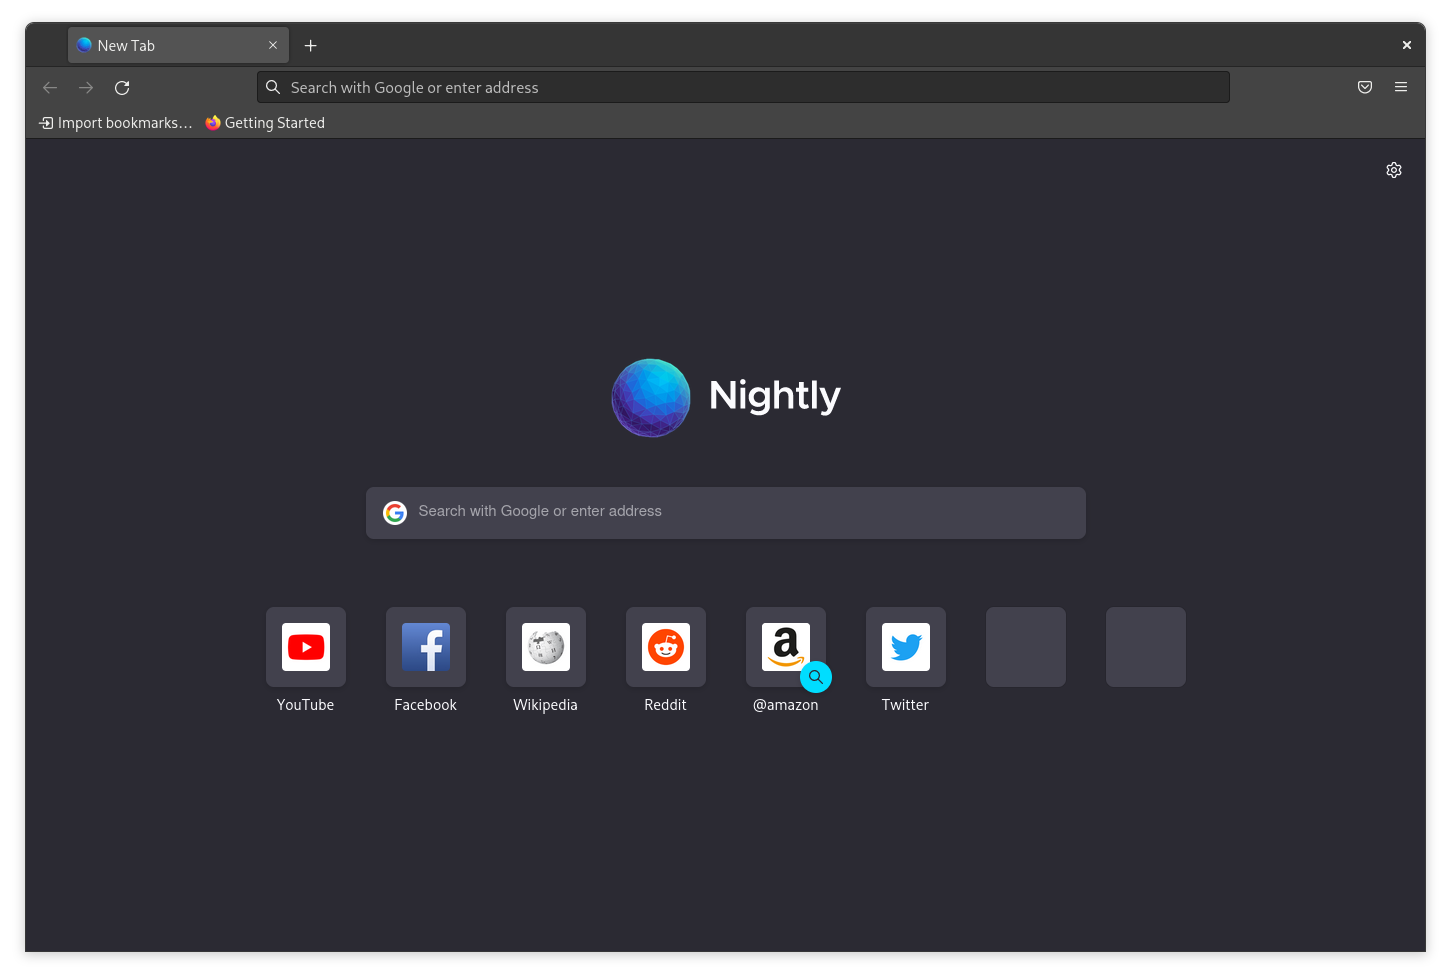 New Tab
Search with Google or enter address
Import bookmarks… Getting Started
Nightly
Search with Google or enter address
YouTube Facebook Wikipedia Reddit @amazon Twitter